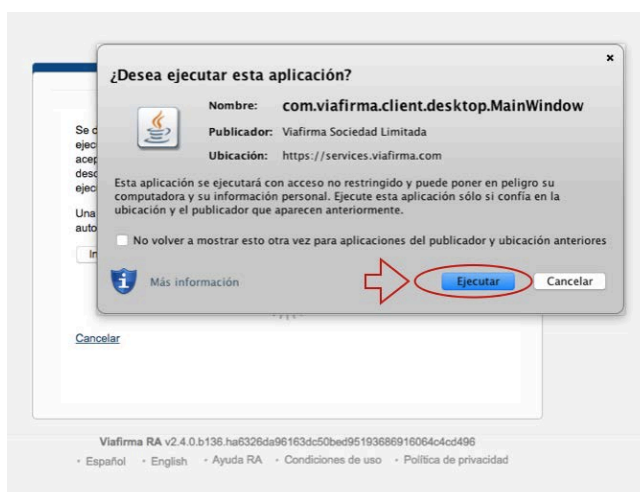 ¿Desea ejecutar esta aplicación?
Nombre: com.viafirma.client.desktop.MainWindow
Publicador: Viafirma Sociedad Limitada
Ubicación: https://services.viafirma.com
Esta aplicación se ejecutará con acceso no restringido y puede poner en peligro su
computadora y su información personal. Ejecute esta aplicación sólo si confía en la
ubicación y el publicador que aparecen anteriormente.
No volver a mostrar esto otra vez para aplicaciones del publicador y ubicación anteriores
Más información
Ejecutar
Cancelar
Se
Una
Cancelar
Viafirma RA v2.4.0.b136.ha6326da96163dc50bed95193686916064c4cd496
· Español · English · Ayuda RA · Condiciones de uso · Política de privacidad